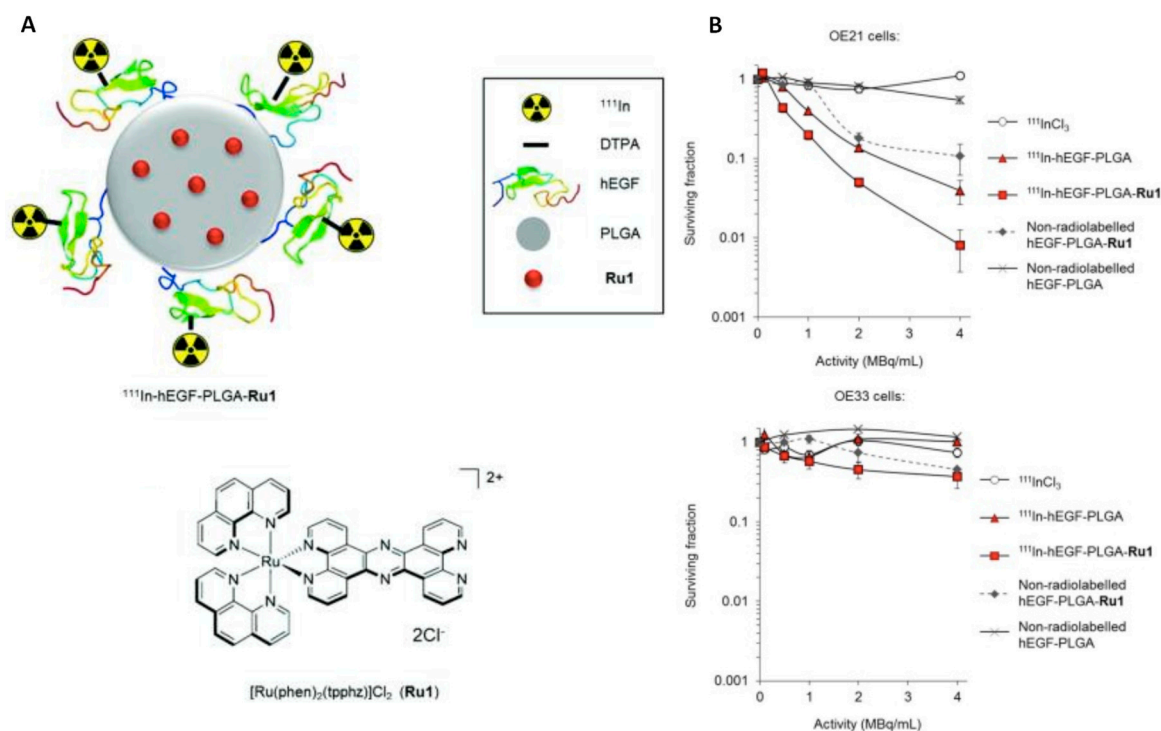 A
¹¹¹In
DTPA
hEGF
PLGA
Ru1
¹¹¹In-hEGF-PLGA-Ru1
2+
N
N
N
Ru
N
N
N
N
N
N
N
2Cl⁻
[Ru(phen)₂(tpphz)]Cl₂ (Ru1)
B
OE21 cells:
Surviving fraction
1
0.1
0.01
0.001
0 1 2 3 4
Activity (MBq/mL)
¹¹¹InCl₃
¹¹¹In-hEGF-PLGA
¹¹¹In-hEGF-PLGA-Ru1
Non-radiolabelled
hEGF-PLGA-Ru1
Non-radiolabelled
hEGF-PLGA
OE33 cells:
Surviving fraction
1
0.1
0.01
0.001
0 1 2 3 4
Activity (MBq/mL)
¹¹¹InCl₃
¹¹¹In-hEGF-PLGA
¹¹¹In-hEGF-PLGA-Ru1
Non-radiolabelled
hEGF-PLGA-Ru1
Non-radiolabelled
hEGF-PLGA